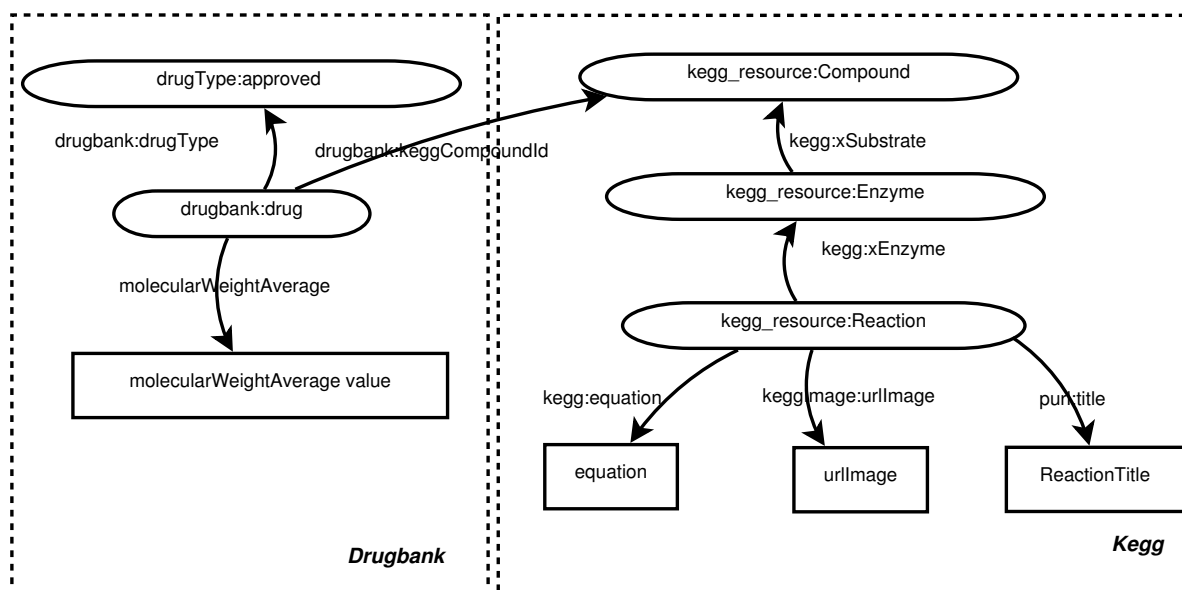 drugType:approved
kegg_resource:Compound
drugbank:drugType
drugbank:keggCompoundId
kegg:xSubstrate
drugbank:drug
kegg_resource:Enzyme
kegg:xEnzyme
molecularWeightAverage
kegg_resource:Reaction
molecularWeightAverage value
kegg:equation
keggimage:urlImage
purl:title
equation
urlImage
ReactionTitle
Drugbank
Kegg